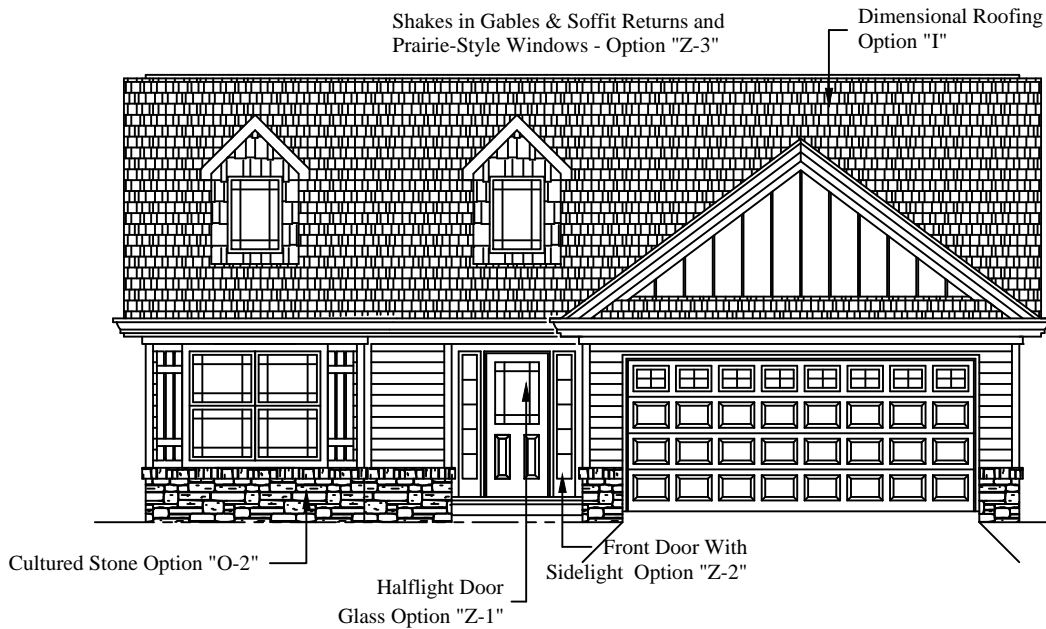 Shakes in Gables & Soffit Returns and
Prairie-Style Windows - Option "Z-3"
Dimensional Roofing
Option "I"
Cultured Stone Option "O-2"
Halflight Door
Glass Option "Z-1"
Front Door With
Sidelight Option "Z-2"